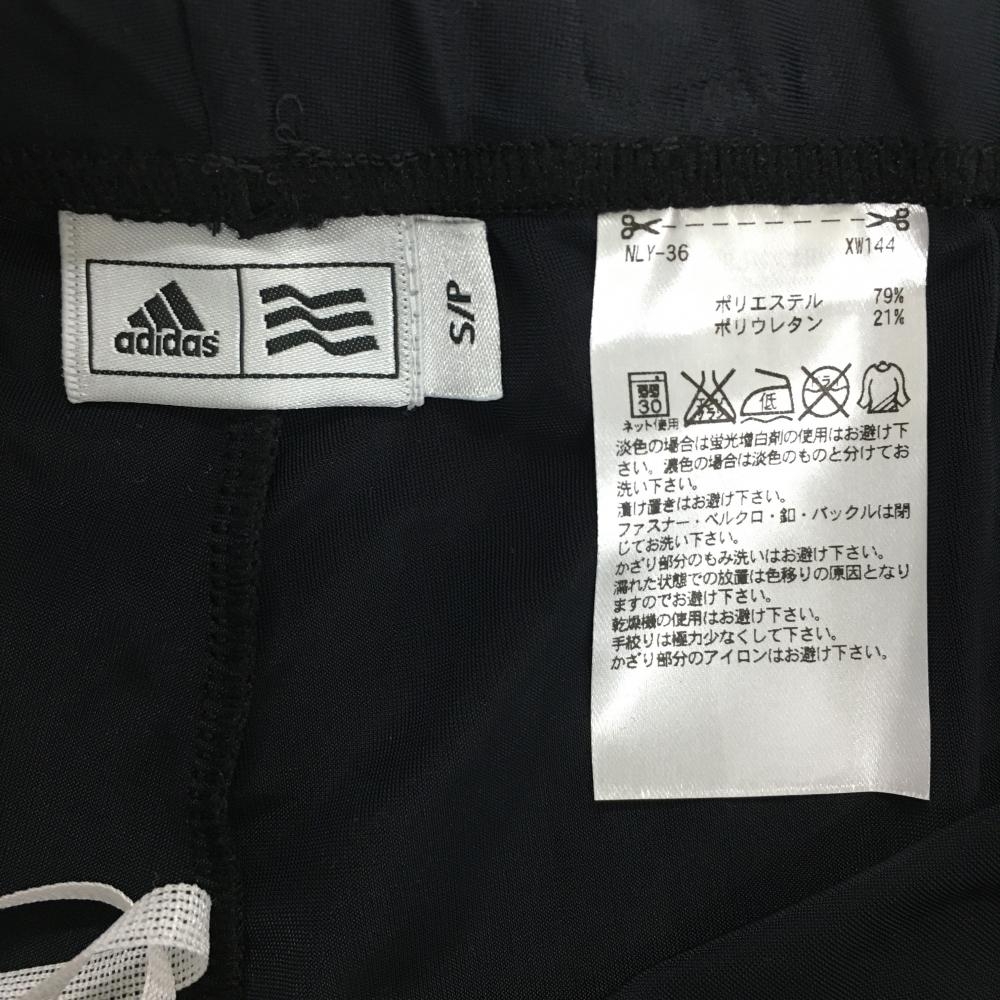 adidas
S/P
NLY-36 XW144
ポリエステル 79%
ポリウレタン 21%
30
ネット使用
低
淡色の場合は蛍光増白剤の使用はお避け下
さい。濃色の場合は淡色のものと分けてお
洗い下さい。
漬け置きはお避け下さい。
ファスナー・ベルクロ・釦・バックルは閉
じてお洗い下さい。
かざり部分のもみ洗いはお避け下さい。
濡れた状態での放置は色移りの原因となり
ますのでお避け下さい。
乾燥機の使用はお避け下さい。
手絞りは極力少なくして下さい。
かざり部分のアイロンはお避け下さい。